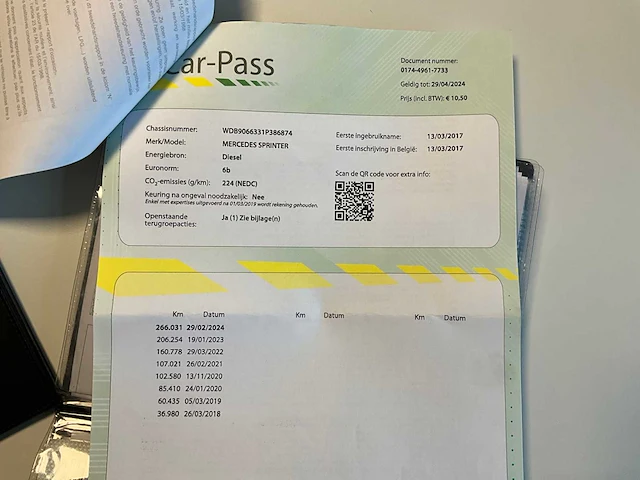 Car-Pass
Document nummer:
0174-4961-7733
Geldig tot: 29/04/2024
Prijs (incl. BTW): € 10,50
Chassisnummer: WDB9066331P386874
Merk/Model: MERCEDES SPRINTER
Energiebron: Diesel
Euronorm: 6b
CO₂-emissies (g/km): 224 (NEDC)
Keuring na ongeval noodzakelijk: Nee
Enkel met expertises uitgevoerd na 01/03/2019 wordt rekening gehouden.
Openstaande terugroepacties: Ja (1) Zie bijlage(n)
Eerste ingebruikname: 13/03/2017
Eerste inschrijving in België: 13/03/2017
Scan de QR code voor extra info:
Km Datum Km Datum Km Datum
266.031 29/02/2024
206.254 19/01/2023
160.778 29/03/2022
107.021 26/02/2021
102.580 13/11/2020
85.410 24/01/2020
60.435 05/03/2019
36.980 26/03/2018